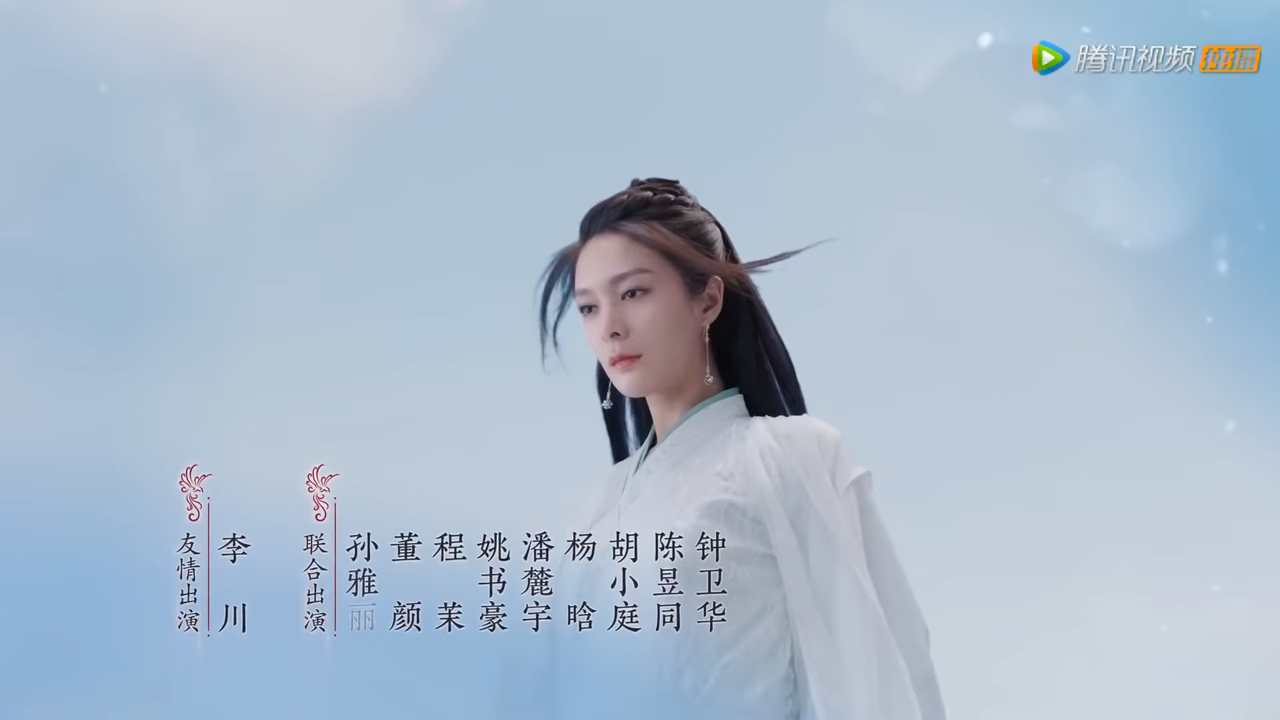 腾讯视频 独播
友情出演
李川
联合出演
孙雅丽
董颜
程茉
姚书豪
潘麓宇
杨晗
胡小庭
陈昱同
钟卫华